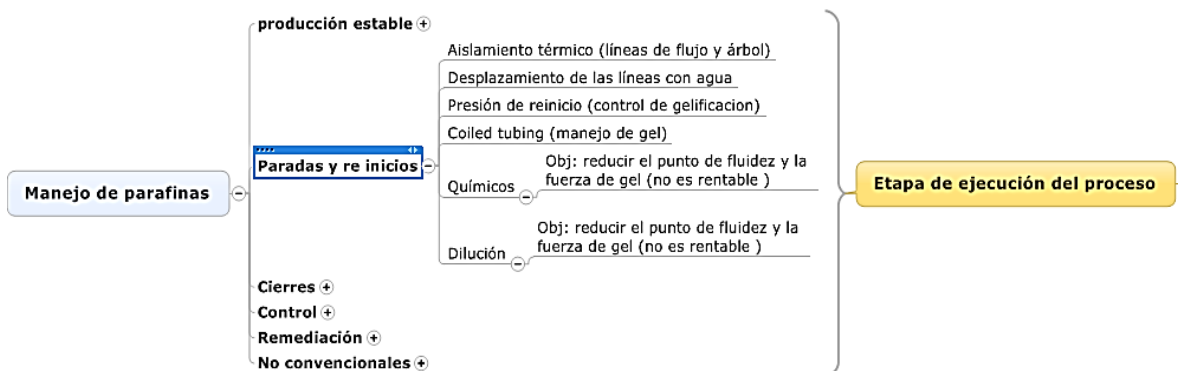 producción estable
Aislamiento térmico (líneas de flujo y árbol)
Desplazamiento de las líneas con agua
Presión de reinicio (control de gelificacion)
Coiled tubing (manejo de gel)
Paradas y re inicios
Obj: reducir el punto de fluidez y la
fuerza de gel (no es rentable )
Químicos
Manejo de parafinas
Etapa de ejecución del proceso
Obj: reducir el punto de fluidez y la
fuerza de gel (no es rentable )
Dilución
Cierres
Control
Remediación
No convencionales